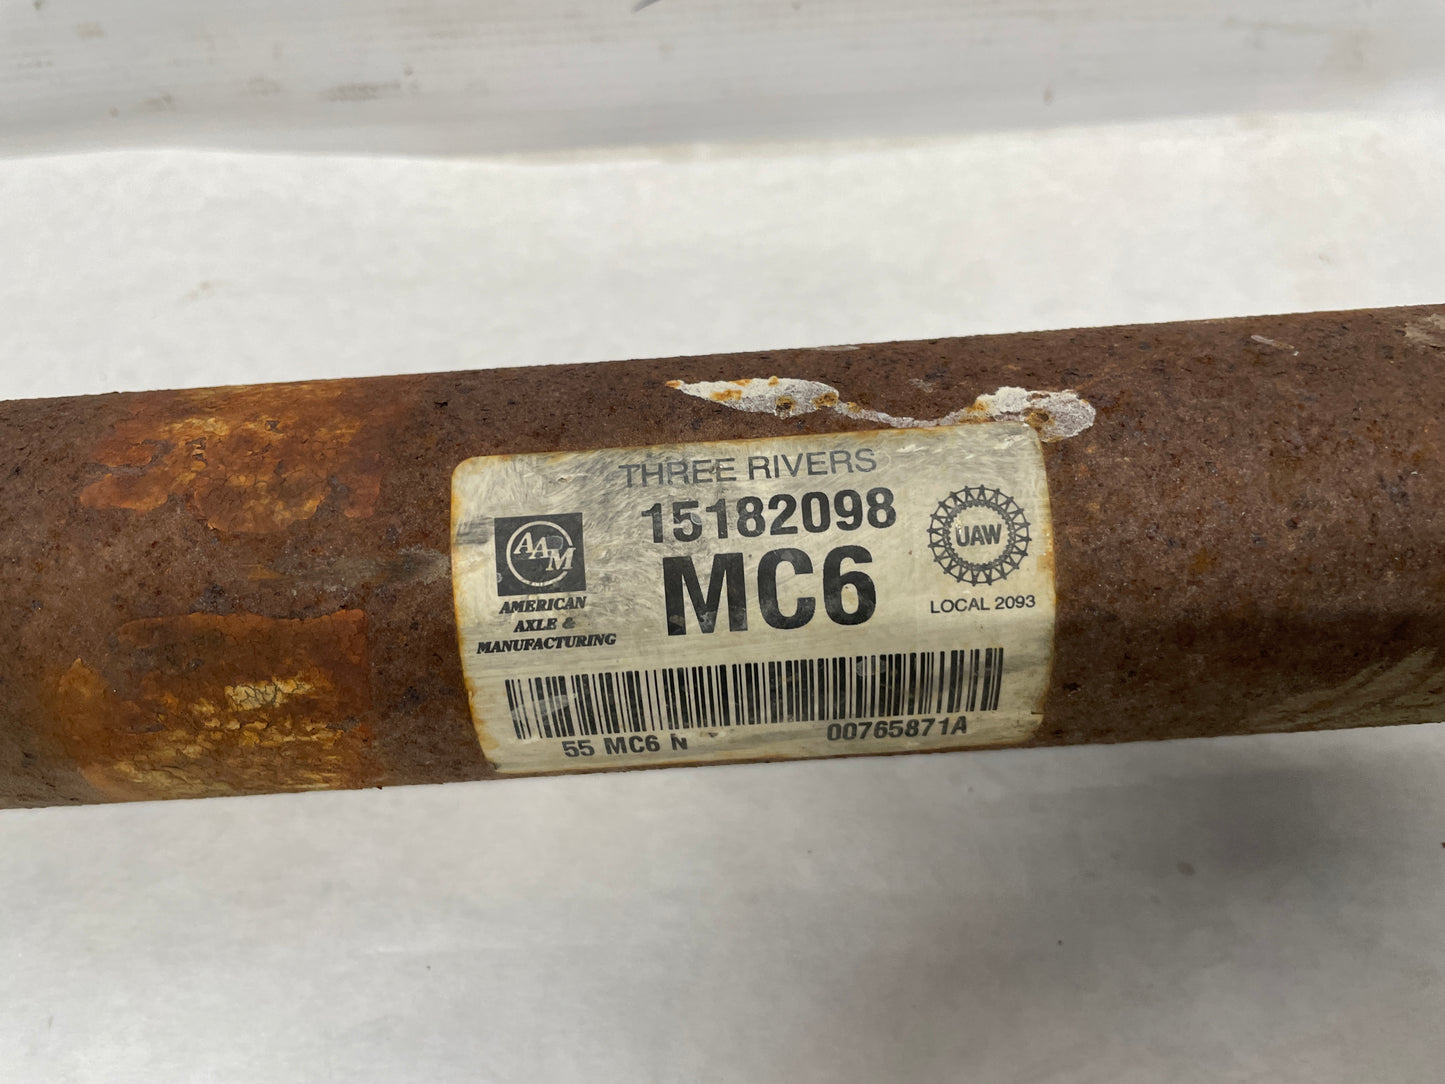 THREE RIVERS
15182098
MC6
AAM
AMERICAN
AXLE &
MANUFACTURING
UAW
LOCAL 2093
55 MC6 N
00765871A